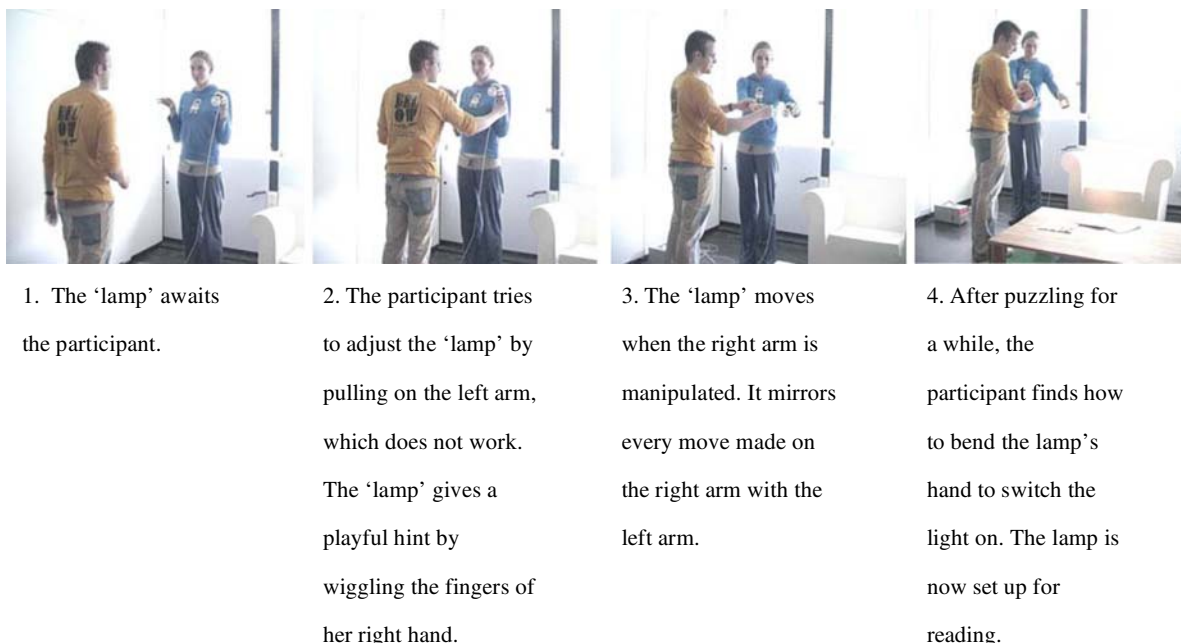 1. The ‘lamp’ awaits
the participant.
2. The participant tries
to adjust the ‘lamp’ by
pulling on the left arm,
which does not work.
The ‘lamp’ gives a
playful hint by
wiggling the fingers of
her right hand.
3. The ‘lamp’ moves
when the right arm is
manipulated. It mirrors
every move made on
the right arm with the
left arm.
4. After puzzling for
a while, the
participant finds how
to bend the lamp’s
hand to switch the
light on. The lamp is
now set up for
reading.